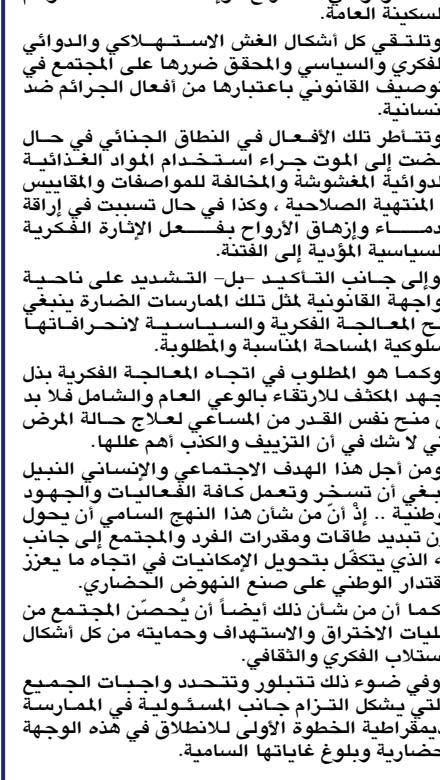 لسكينة العامة.
وتلتقي كل أشكال الغش الاستهلاكي والدوائي
لفكري والسياسي والمحقق ضررها على المجتمع في
توصيف القانوني باعتبارها من أفعال الجرائم ضد
نسانية.
وتتأطر تلك الأفعال في النطاق الجنائي في حال
ضت إلى الموت جراء استخدام المواد الغذائية
لدوائية المغشوشة والمخالفة للمواصفات والمقاييس
المنتهية الصلاحية ، وكذا في حال تسببت في إراقة
دماء وإزهاق الأرواح بفعل الإثارة الفكرية
لسياسية المؤدية إلى الفتنة.
وإلى جانب التأكيد –بل– التشديد على ناحية
واجهة القانونية لمثل تلك الممارسات الضارة ينبغي
ح المعالجة الفكرية والسياسية لانحرافاتها
سلوكية المساحة المناسبة والمطلوبة.
وكما هو المطلوب في اتجاه المعالجة الفكرية بذل
جهد المكثف للارتقاء بالوعي العام والشامل فلا بد
ن منح نفس القدر من المساعي لعلاج حالة المرض
تي لا شك في أن التزييف والكذب أهم عللها.
ومن أجل هذا الهدف الاجتماعي والإنساني النبيل
بغي أن تسخر وتعمل كافة الفعاليات والجهود
وطنية .. إذْ أنّ من شأن هذا النهج السامي أن يحول
ن تبديد طاقات ومقدرات الفرد والمجتمع إلى جانب
ه الذي يتكفّل بتحويل الإمكانيات في اتجاه ما يعزز
قتدار الوطني على صنع النهوض الحضاري.
كما أن من شأن ذلك أيضاً أن يُحصّن المجتمع من
مليات الاختراق والاستهداف وحمايته من كل أشكال
ستلاب الفكري والثقافي.
وفي ضوء ذلك تتبلور وتتحدد واجبات الجميع
لتي يشكل التزام جانب المسئولية في الممارسة
ديمقراطية الخطوة الأولى للانطلاق في هذه الوجهة
حضارية وبلوغ غاياتها السامية.